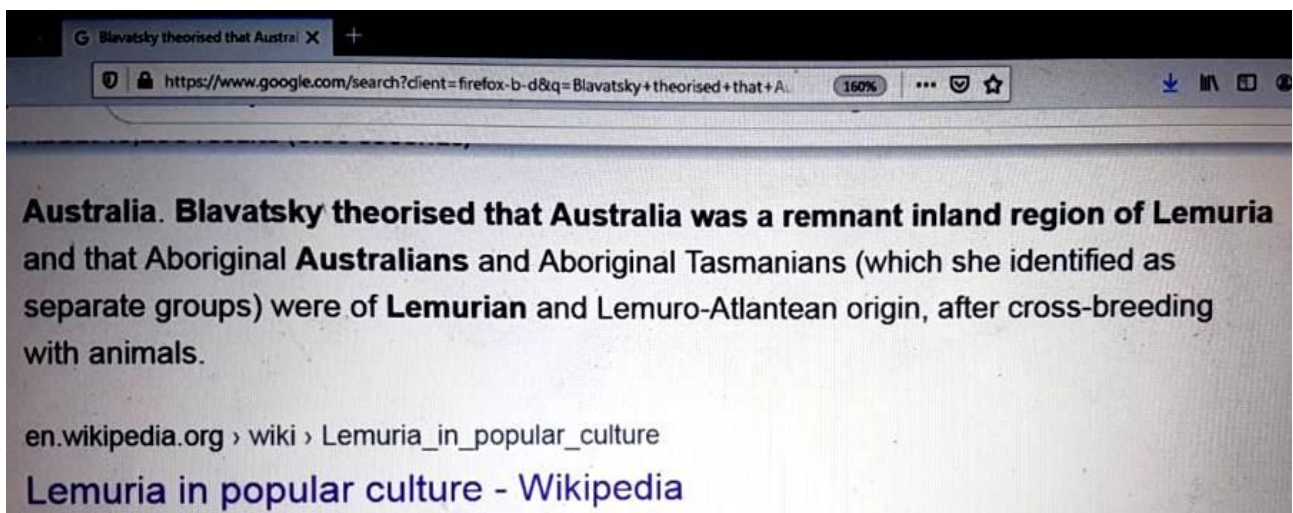 G Blavatsky theorised that Austral X
https://www.google.com/search?client=firefox-b-d&q=Blavatsky+theorised+that+A 160%
Australia. Blavatsky theorised that Australia was a remnant inland region of Lemuria
and that Aboriginal Australians and Aboriginal Tasmanians (which she identified as
separate groups) were of Lemurian and Lemuro-Atlantean origin, after cross-breeding
with animals.
en.wikipedia.org › wiki › Lemuria_in_popular_culture
Lemuria in popular culture - Wikipedia